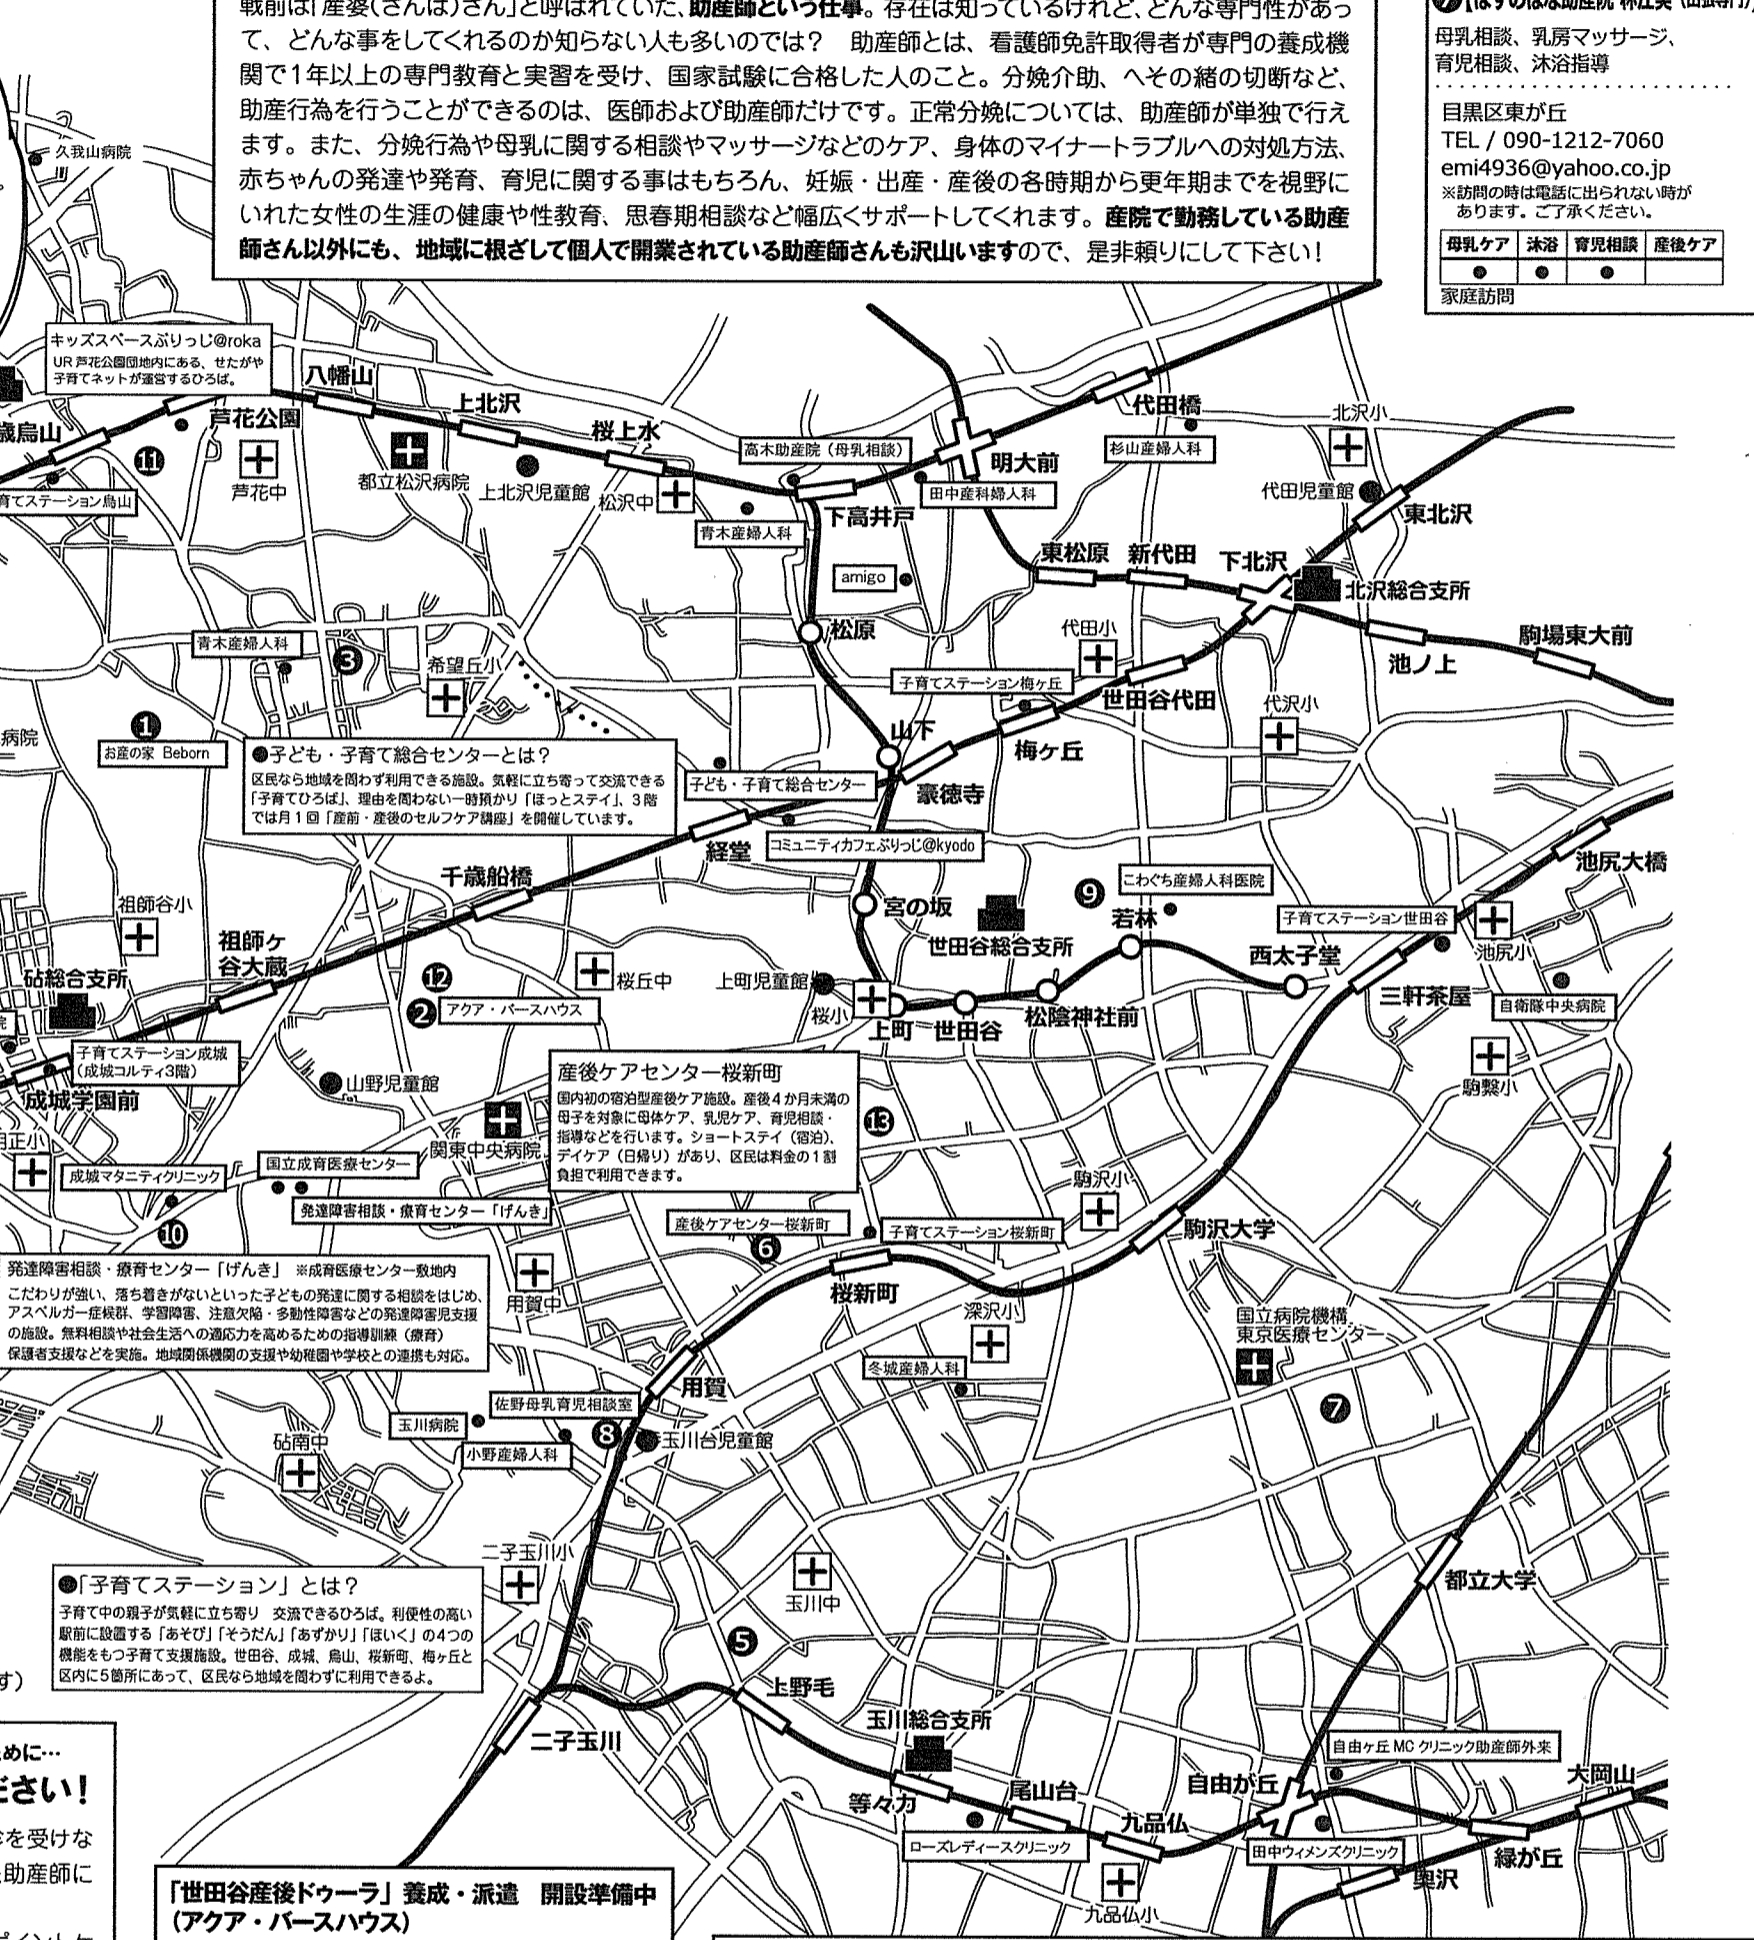 戦前は「産婆(さんば)さん」と呼ばれていた、助産師という仕事。存在は知っているけれど、どんな専門性があっ
て、どんな事をしてくれるのか知らない人も多いのでは?　助産師とは、看護師免許取得者が専門の養成機
関で1年以上の専門教育と実習を受け、国家試験に合格した人のこと。分娩介助、へその緒の切断など、
助産行為を行うことができるのは、医師および助産師だけです。正常分娩については、助産師が単独で行え
ます。また、分娩行為や母乳に関する相談やマッサージなどのケア、身体のマイナートラブルへの対処方法、
赤ちゃんの発達や発育、育児に関する事はもちろん、妊娠・出産・産後の各時期から更年期までを視野に
いれた女性の生涯の健康や性教育、思春期相談など幅広くサポートしてくれます。産院で勤務している助産
師さん以外にも、地域に根ざして個人で開業されている助産師さんも沢山いますので、是非頼りにして下さい!
母乳相談、乳房マッサージ、
育児相談、沐浴指導
目黒区東が丘
TEL / 090-1212-7060
emi4936@yahoo.co.jp
※訪問の時は電話に出られない時が
あります。ご了承ください。
母乳ケア 沐浴 育児相談 産後ケア
● ● ●
家庭訪問
久我山病院
キッズスペースぶりっじ@roka
UR 芦花公園団地内にある、せたがや
子育てネットが運営するひろば。
八幡山
上北沢
桜上水
代田橋
北沢小
歳烏山
芦花公園
高木助産院(母乳相談)
明大前
杉山産婦人科
⑪
芦花中
都立松沢病院
上北沢児童館
松沢中
田中産科婦人科
代田児童館
東北沢
育てステーション烏山
青木産婦人科
下高井戸
amigo
東松原
新代田
下北沢
北沢総合支所
青木産婦人科
③
希望丘小
松原
代田小
池ノ上
駒場東大前
子育てステーション梅ヶ丘
世田谷代田
代沢小
病院
①
お産の家 Beborn
山下
梅ヶ丘
●子ども・子育て総合センターとは?
区民なら地域を問わず利用できる施設。気軽に立ち寄って交流できる
「子育てひろば」、理由を問わない一時預かり「ほっとステイ」、3階
では月1回「産前・産後のセルフケア講座」を開催しています。
子ども・子育て総合センター
豪徳寺
経堂
コミュニティカフェぶりっじ@kyodo
池尻大橋
千歳船橋
こわぐち産婦人科医院
⑨
祖師谷小
宮の坂
若林
子育てステーション世田谷
世田谷総合支所
西太子堂
池尻小
祖師ヶ
谷大蔵
砧総合支所
⑫
桜丘中
上町児童館
三軒茶屋
自衛隊中央病院
②
アクア・バースハウス
桜小
上町
世田谷
松陰神社前
子育てステーション成城
(成城コルティ3階)
成城学園前
山野児童館
駒繋小
産後ケアセンター桜新町
国内初の宿泊型産後ケア施設。産後4か月未満の
母子を対象に母体ケア、乳児ケア、育児相談・
指導などを行います。ショートステイ(宿泊)、
デイケア(日帰り)があり、区民は料金の1割
負担で利用できます。
⑬
正小
関東中央病院
国立成育医療センター
成城マタニティクリニック
発達障害相談・療育センター「げんき」
駒沢小
⑩
産後ケアセンター桜新町
子育てステーション桜新町
駒沢大学
⑥
発達障害相談・療育センター「げんき」 ※成育医療センター敷地内
こだわりが強い、落ち着きがないといった子どもの発達に関する相談をはじめ、
アスペルガー症候群、学習障害、注意欠陥・多動性障害などの発達障害児支援
の施設。無料相談や社会生活への適応力を高めるための指導訓練(療育)
保護者支援などを実施。地域関係機関の支援や幼稚園や学校との連携も対応。
用賀中
桜新町
深沢小
国立病院機構
東京医療センター
冬城産婦人科
用賀
佐野母乳育児相談室
⑦
玉川病院
小野産婦人科
⑧
玉川台児童館
砧南中
二子玉川小
玉川中
都立大学
●「子育てステーション」とは?
子育て中の親子が気軽に立ち寄り　交流できるひろば。利便性の高い
駅前に設置する「あそび」「そうだん」「あずかり」「ほいく」の4つの
機能をもつ子育て支援施設。世田谷、成城、烏山、桜新町、梅ヶ丘と
区内に5箇所にあって、区民なら地域を問わずに利用できるよ。
⑤
上野毛
す)
二子玉川
玉川総合支所
自由ヶ丘MCクリニック助産師外来
めに…
ださい!
等々力
尾山台
自由が丘
大岡山
九品仏
ローズレディースクリニック
田中ウィメンズクリニック
緑が丘
奥沢
を受けな
助産師に
九品仏小
「世田谷産後ドゥーラ」養成・派遣　開設準備中
(アクア・バースハウス)